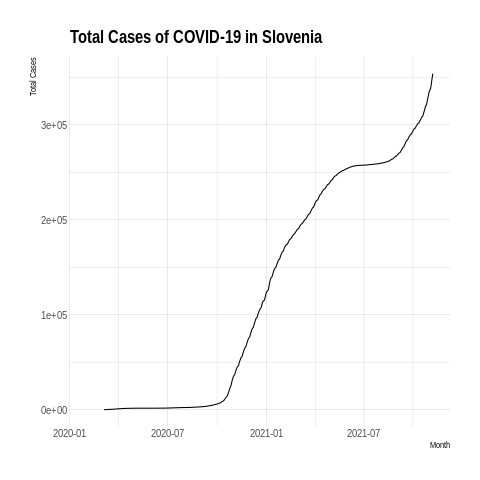 Total Cases of COVID-19 in Slovenia
Total Cases
3e+05
2e+05
1e+05
0e+00
2020-01 2020-07 2021-01 2021-07
Month